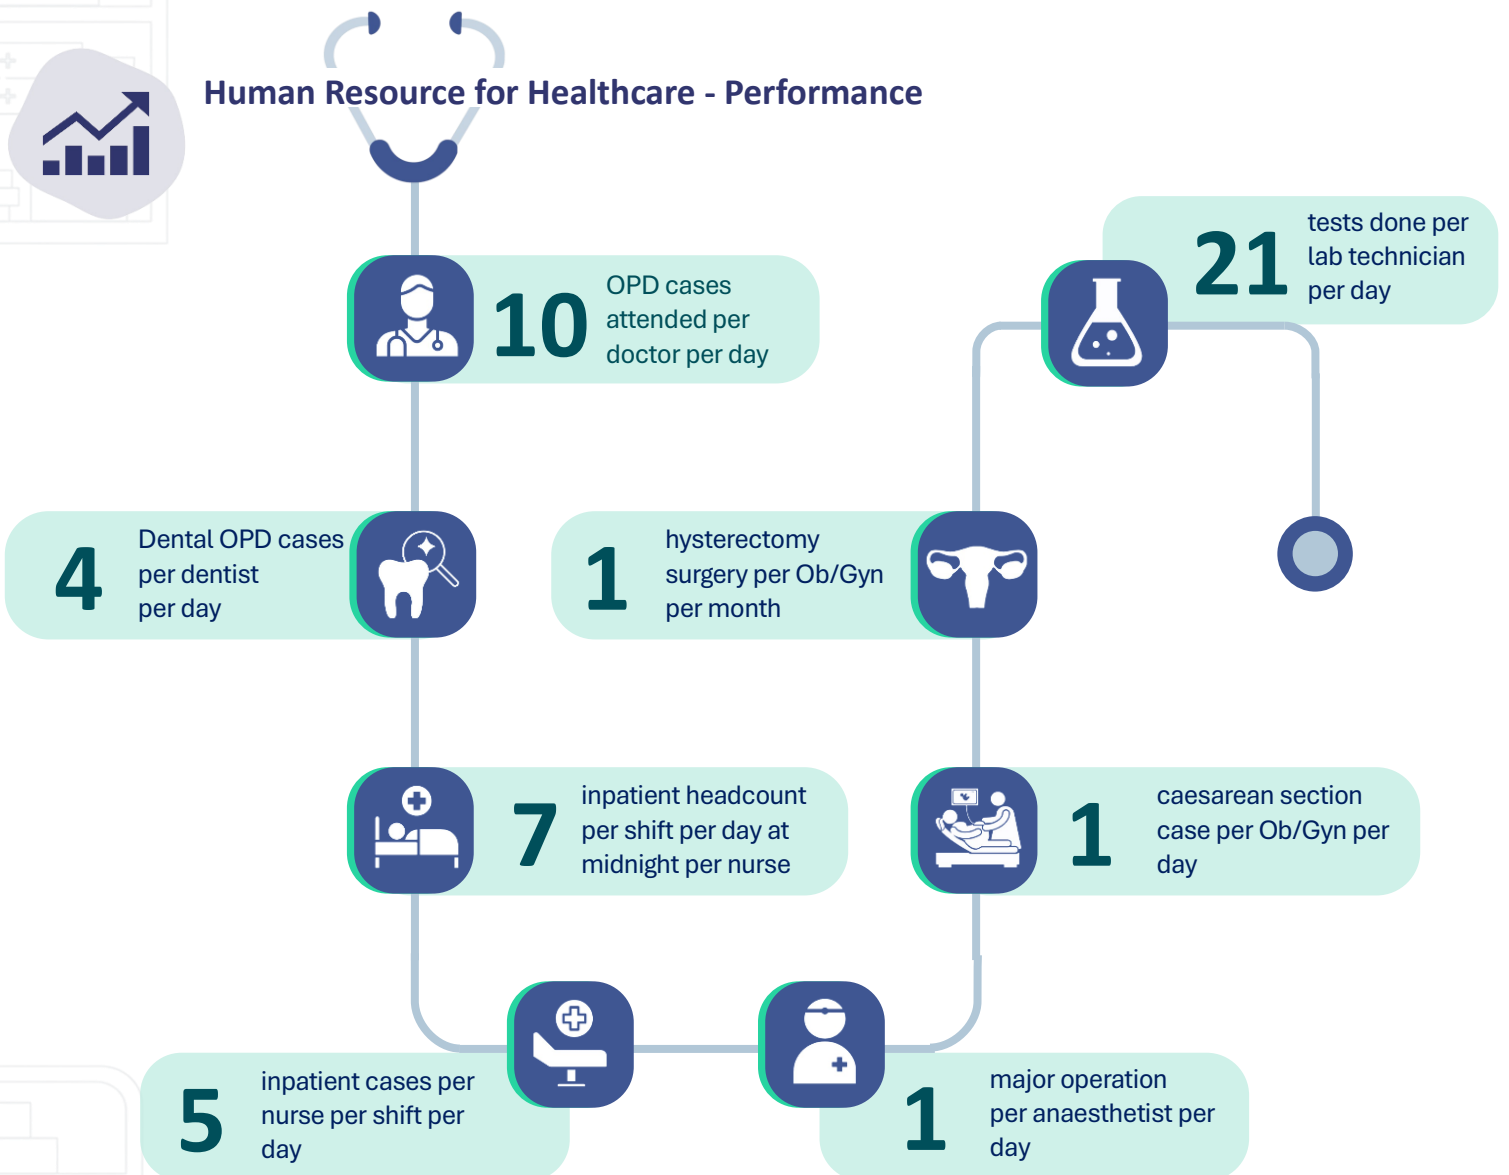 Human Resource for Healthcare - Performance
10
OPD cases
attended per
doctor per day
4
Dental OPD cases
per dentist
per day
7
inpatient headcount
per shift per day at
midnight per nurse
5
inpatient cases per
nurse per shift per
day
1
major operation
per anaesthetist per
day
1
caesarean section
case per Ob/Gyn per
day
1
hysterectomy
surgery per Ob/Gyn
per month
21
tests done per
lab technician
per day